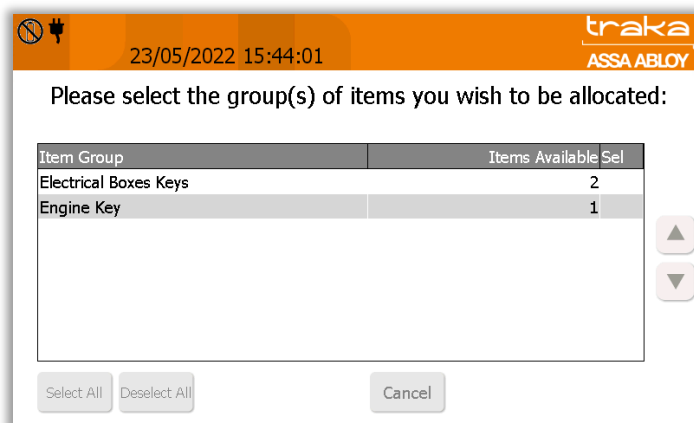 traka
23/05/2022 15:44:01
ASSA ABLOY
Please select the group(s) of items you wish to be allocated:
Item Group Items Available Sel
Electrical Boxes Keys 2
Engine Key 1
Select All Deselect All Cancel